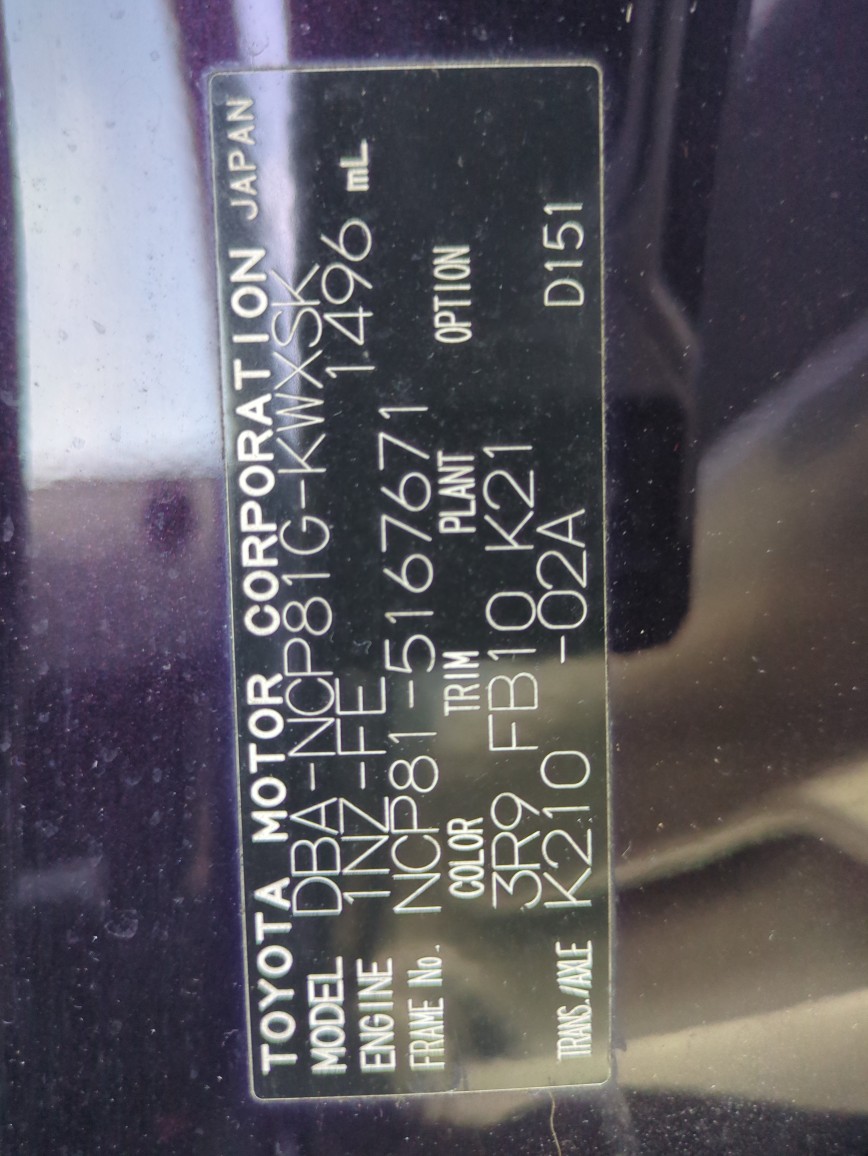 TOYOTA MOTOR CORPORATION JAPAN
MODEL DBA-NCP81G-KWXSK
ENGINE 1NZ-FE 1496 mL
FRAME No. NCP81-5167671
COLOR TRIM PLANT OPTION
3R9 FB10 K21
TRANS./AXLE K210 -02A D151